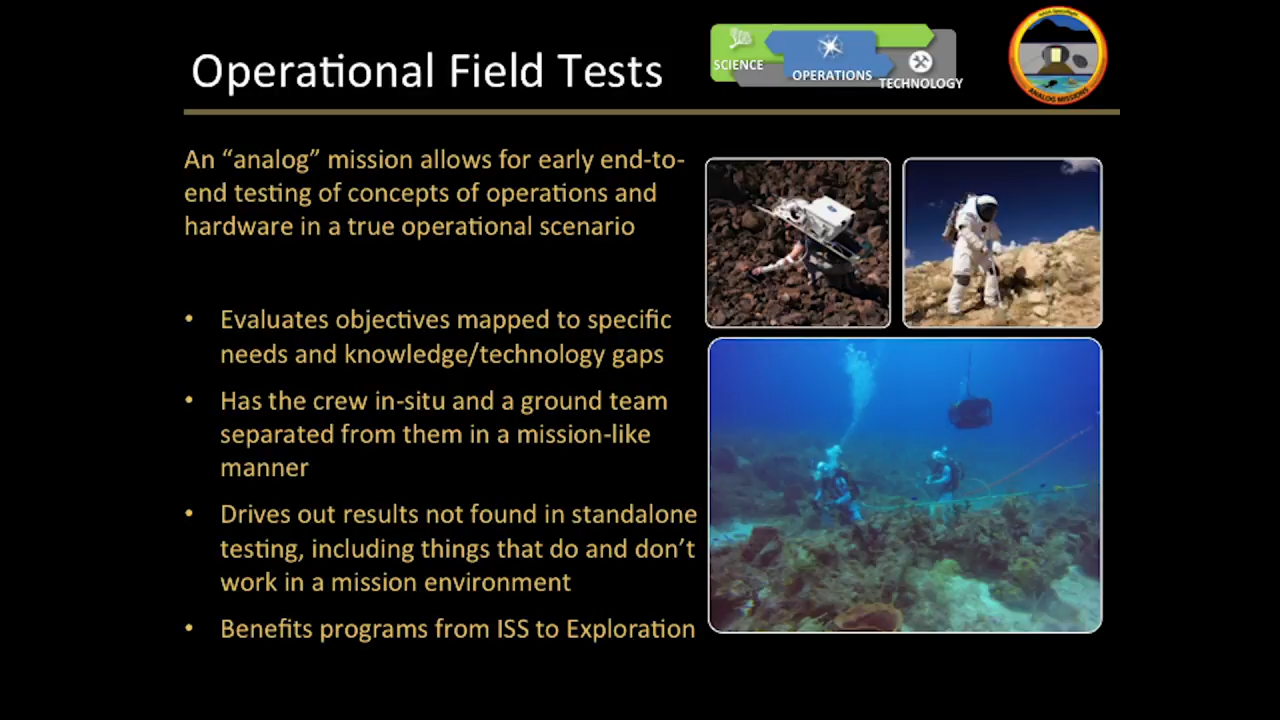 Operational Field Tests
SCIENCE
OPERATIONS
TECHNOLOGY
ANALOG MISSIONS
An “analog” mission allows for early end-to-
end testing of concepts of operations and
hardware in a true operational scenario
• Evaluates objectives mapped to specific
needs and knowledge/technology gaps
• Has the crew in-situ and a ground team
separated from them in a mission-like
manner
• Drives out results not found in standalone
testing, including things that do and don’t
work in a mission environment
• Benefits programs from ISS to Exploration